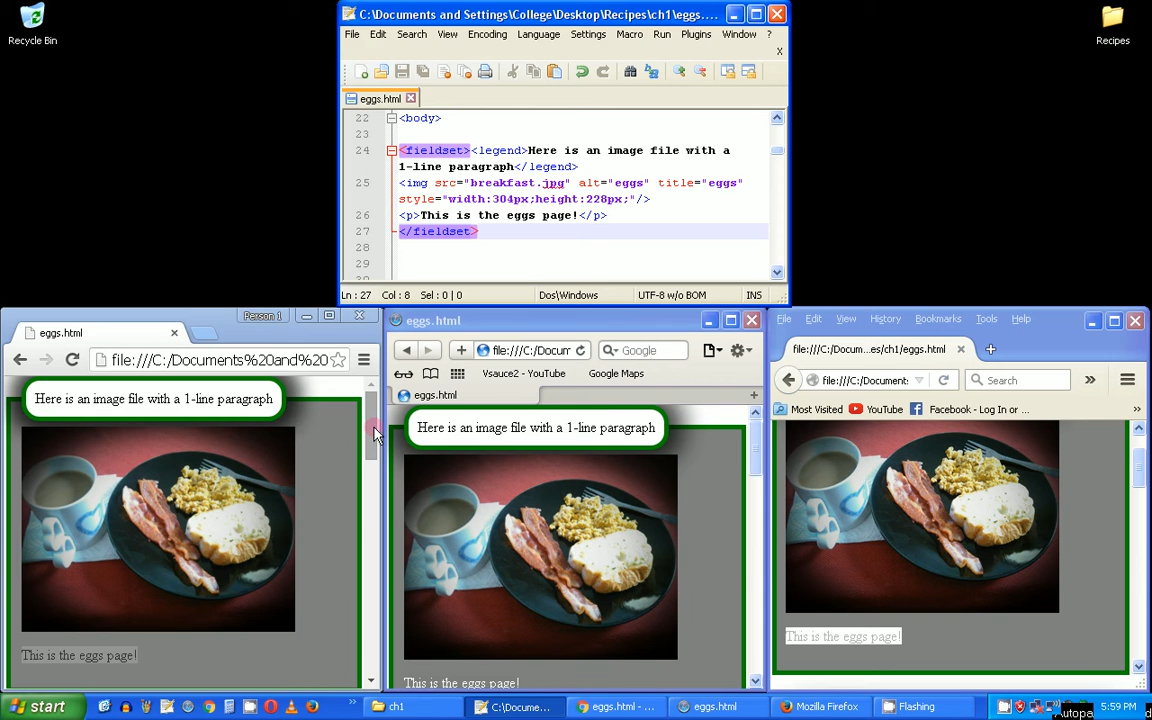 Recycle Bin
Recipes
C:\Documents and Settings\College\Desktop\Recipes\ch1\eggs....
File Edit Search View Encoding Language Settings Macro Run Plugins Window ?
X
eggs.html
22 <body>
23
24 <fieldset><legend>Here is an image file with a
1-line paragraph</legend>
25 <img src="breakfast.jpg" alt="eggs" title="eggs"
style="width:304px;height:228px;"/>
26 <p>This is the eggs page!</p>
27 </fieldset>
28
29
Ln : 27 Col : 8 Sel : 0 | 0 Dos\Windows UTF-8 w/o BOM INS
Person 1
eggs.html
file:///C:/Documents%20and%20
Here is an image file with a 1-line paragraph
This is the eggs page!
eggs.html
file:///C:/Docum
Google
Vsauce2 - YouTube Google Maps
eggs.html
Here is an image file with a 1-line paragraph
This is the eggs page!
File Edit View History Bookmarks Tools Help
file:///C:/Docum...es/ch1/eggs.html
file:///C:/Document:
Search
Most Visited YouTube Facebook - Log In or ...
This is the eggs page!
start
ch1
C:\Docume...
eggs.html - ...
eggs.html
Mozilla Firefox
Flashing
5:59 PM
Autopa